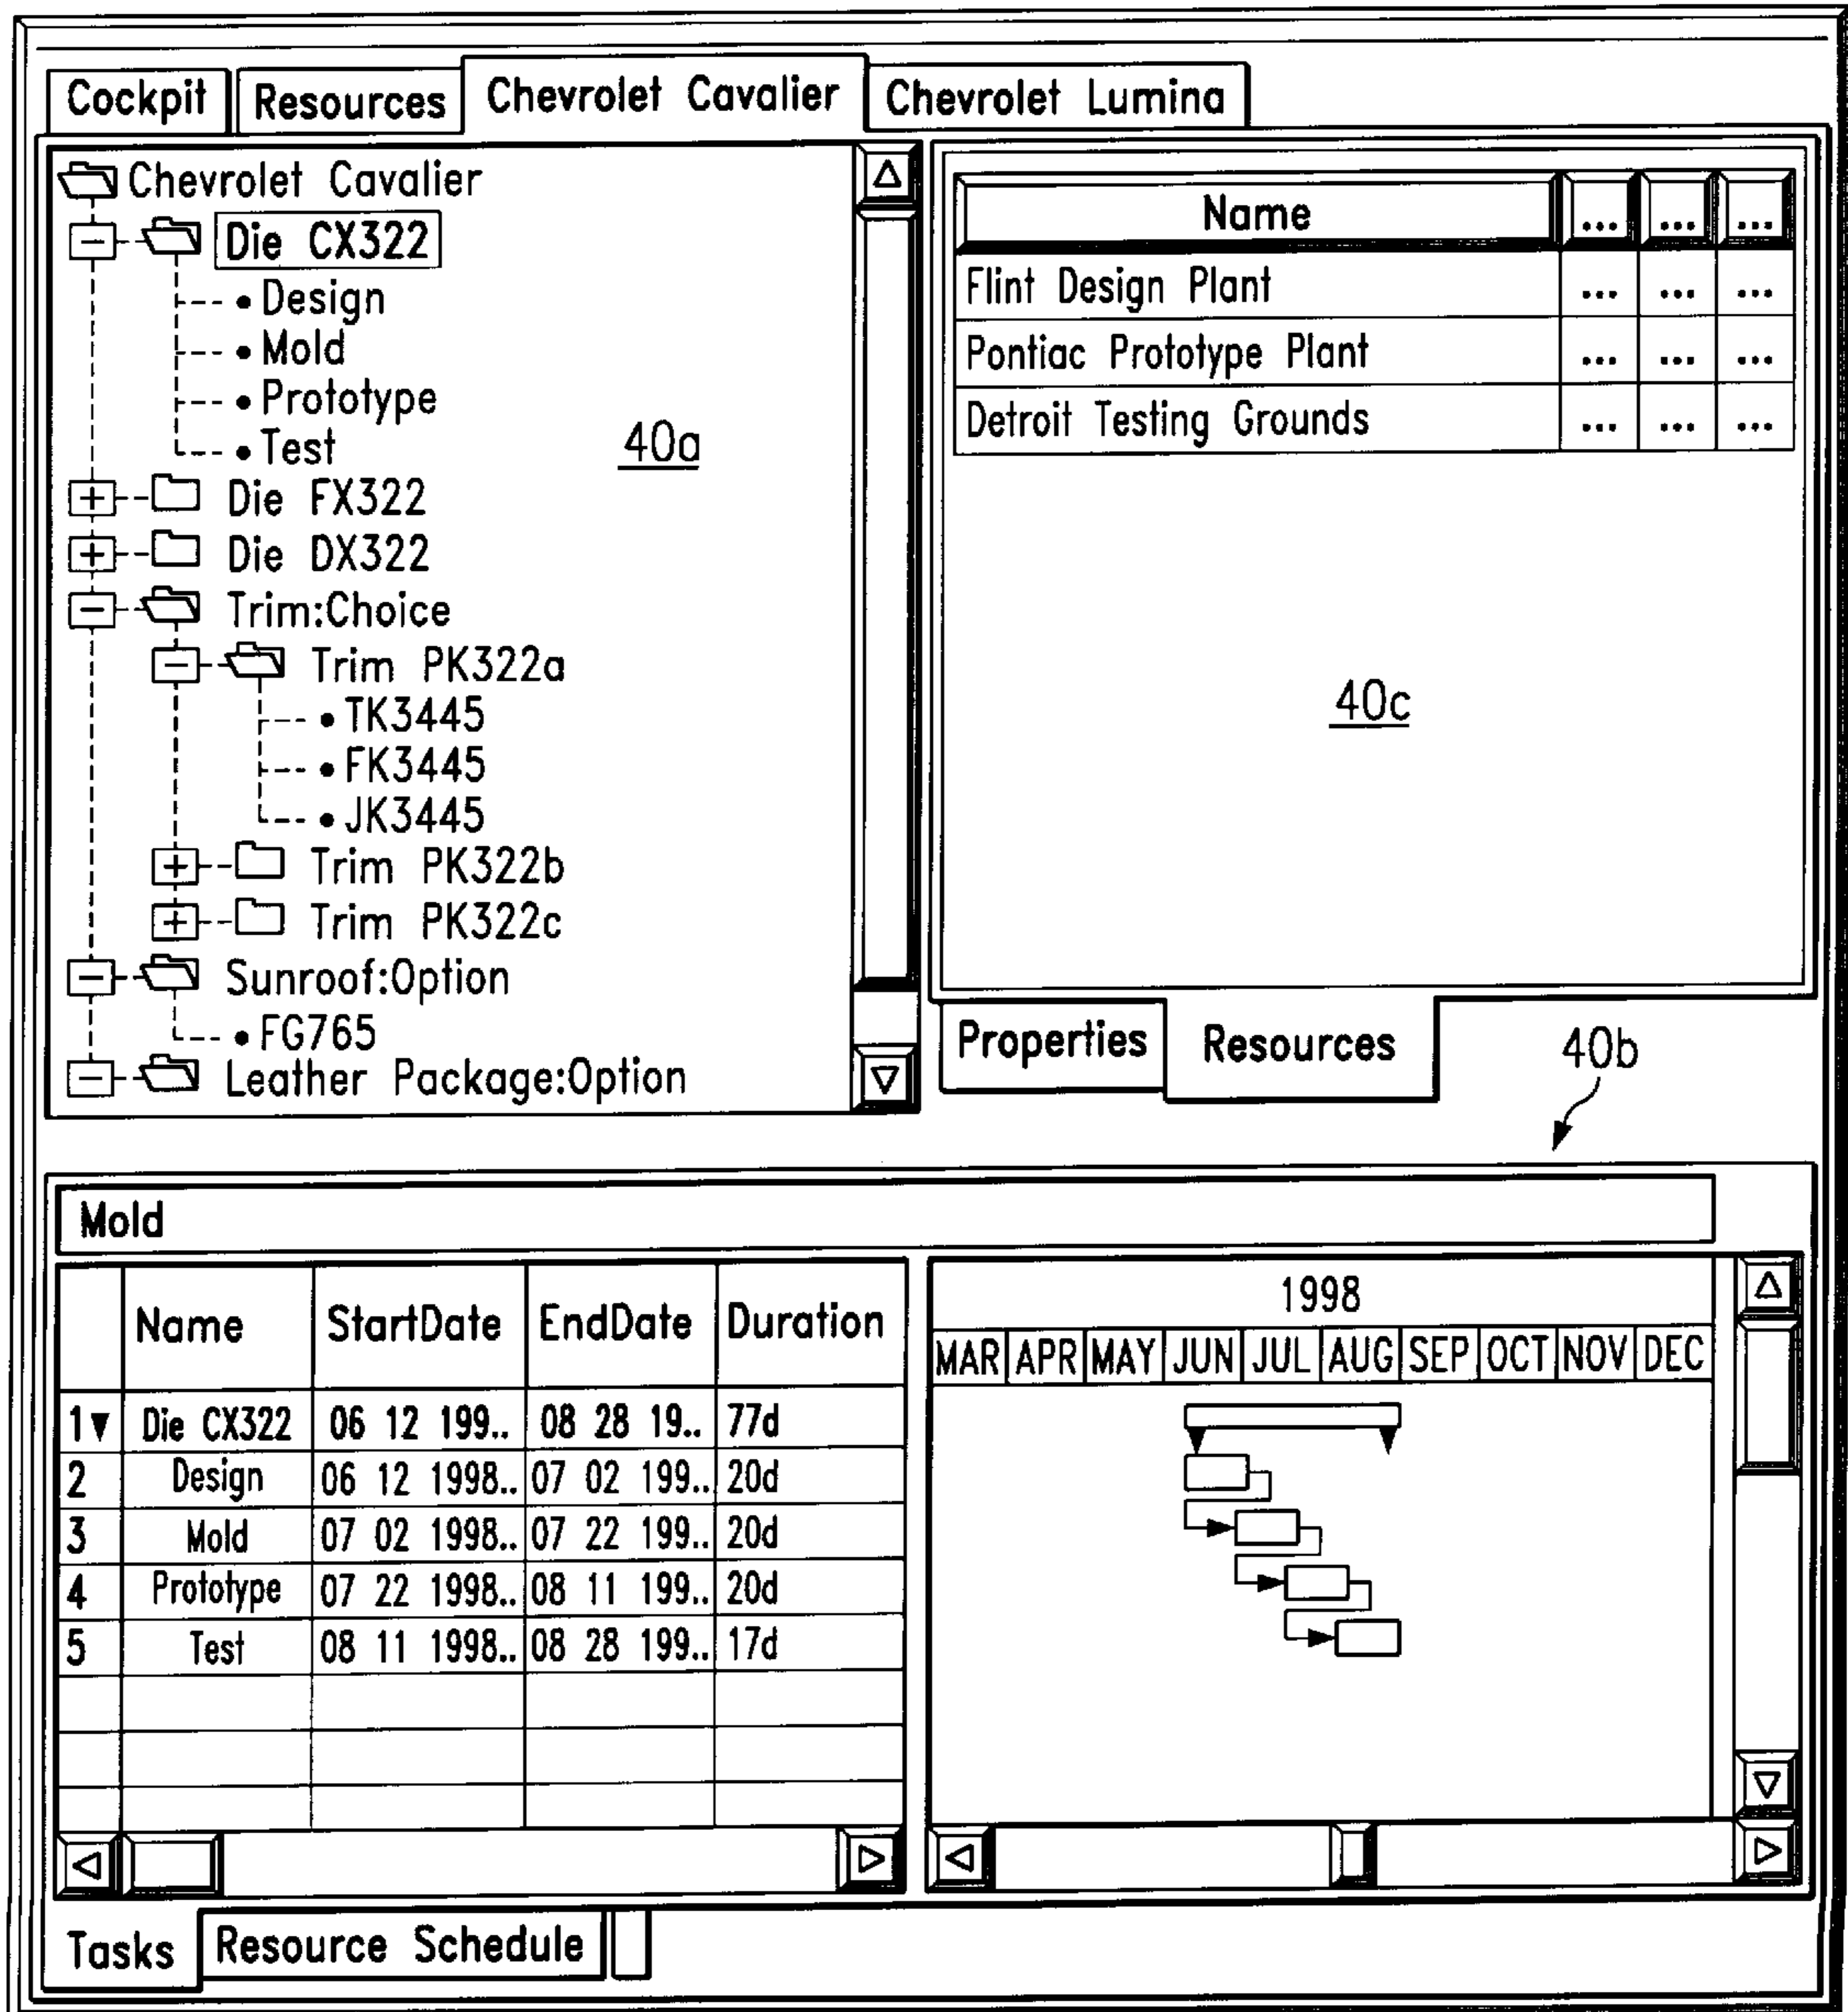 Cockpit Resources Chevrolet Cavalier Chevrolet Lumina
Chevrolet Cavalier
Die CX322
• Design
• Mold
• Prototype
• Test
Die FX322
Die DX322
Trim:Choice
Trim PK322a
• TK3445
• FK3445
• JK3445
Trim PK322b
Trim PK322c
Sunroof:Option
• FG765
Leather Package:Option
40a
Name ... ... ...
Flint Design Plant ... ... ...
Pontiac Prototype Plant ... ... ...
Detroit Testing Grounds ... ... ...
40c
Properties Resources
40b
Mold
Name StartDate EndDate Duration
1 Die CX322 06 12 199.. 08 28 19.. 77d
2 Design 06 12 1998.. 07 02 199.. 20d
3 Mold 07 02 1998.. 07 22 199.. 20d
4 Prototype 07 22 1998.. 08 11 199.. 20d
5 Test 08 11 1998.. 08 28 199.. 17d
1998
MAR APR MAY JUN JUL AUG SEP OCT NOV DEC
Tasks Resource Schedule